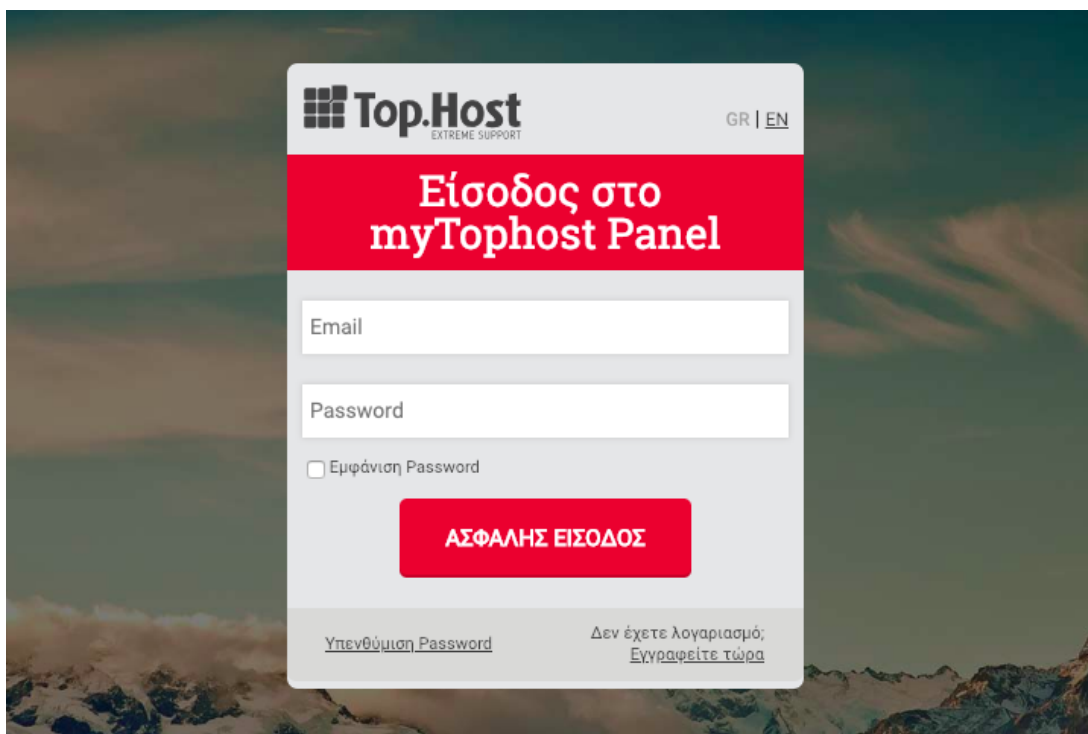 Top.Host
EXTREME SUPPORT
GR | EN
Είσοδος στο
myTophost Panel
Email
Password
Εμφάνιση Password
ΑΣΦΑΛΗΣ ΕΙΣΟΔΟΣ
Υπενθύμιση Password
Δεν έχετε λογαριασμό;
Εγγραφείτε τώρα